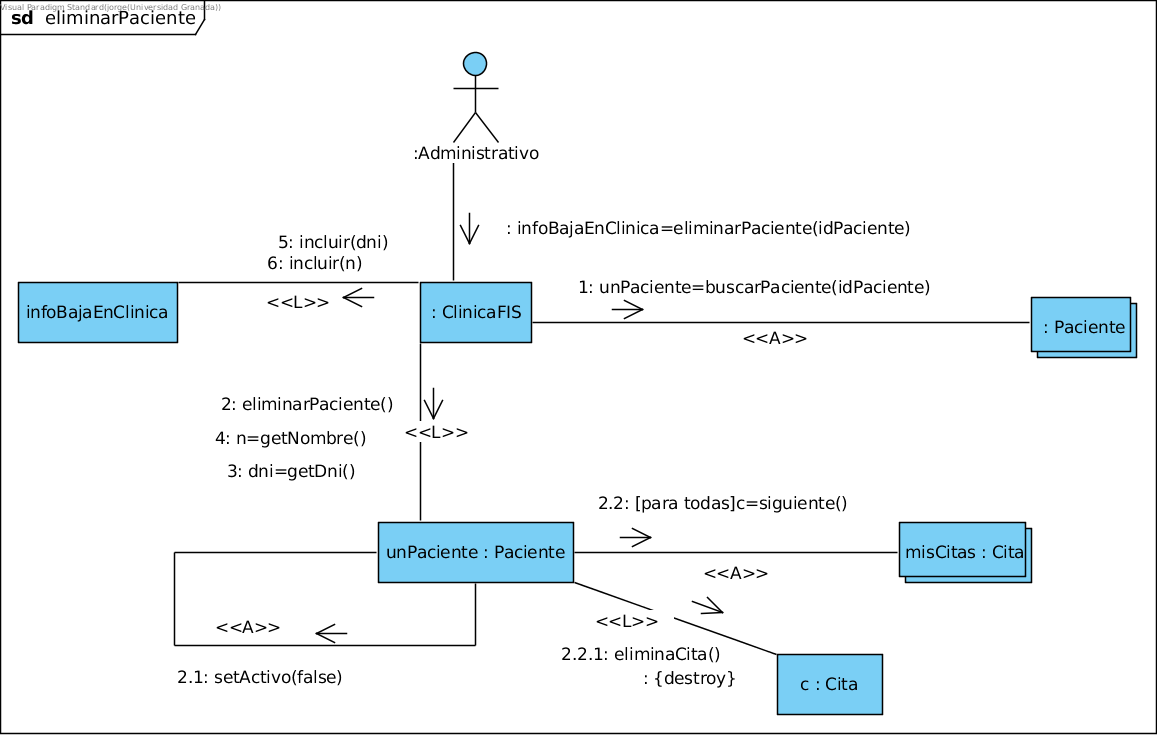 Visual Paradigm Standard(jorge(Universidad Granada))
sd eliminarPaciente
:Administrativo
: infoBajaEnClinica=eliminarPaciente(idPaciente)
5: incluir(dni)
6: incluir(n)
<<L>>
infoBajaEnClinica
: ClinicaFIS
1: unPaciente=buscarPaciente(idPaciente)
<<A>>
: Paciente
2: eliminarPaciente()
<<L>>
4: n=getNombre()
3: dni=getDni()
2.2: [para todas]c=siguiente()
unPaciente : Paciente
misCitas : Cita
<<A>>
<<A>>
<<L>>
2.1: setActivo(false)
2.2.1: eliminaCita()
: {destroy}
c : Cita